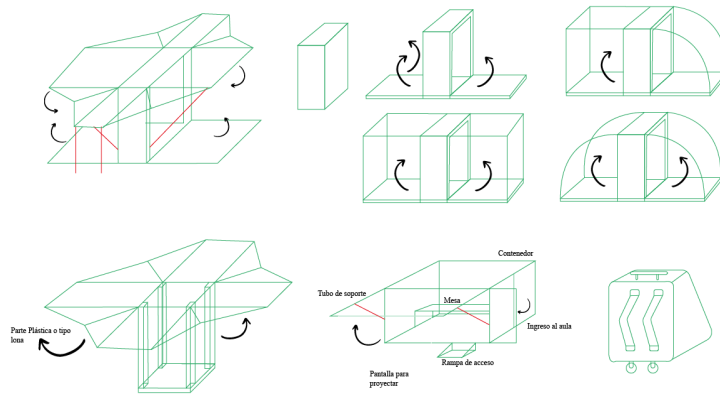 Contenedor
Tubo de soporte
Mesa
Ingreso al aula
Parte Plástica o tipo
lona
Rampa de acceso
Pantalla para
proyectar